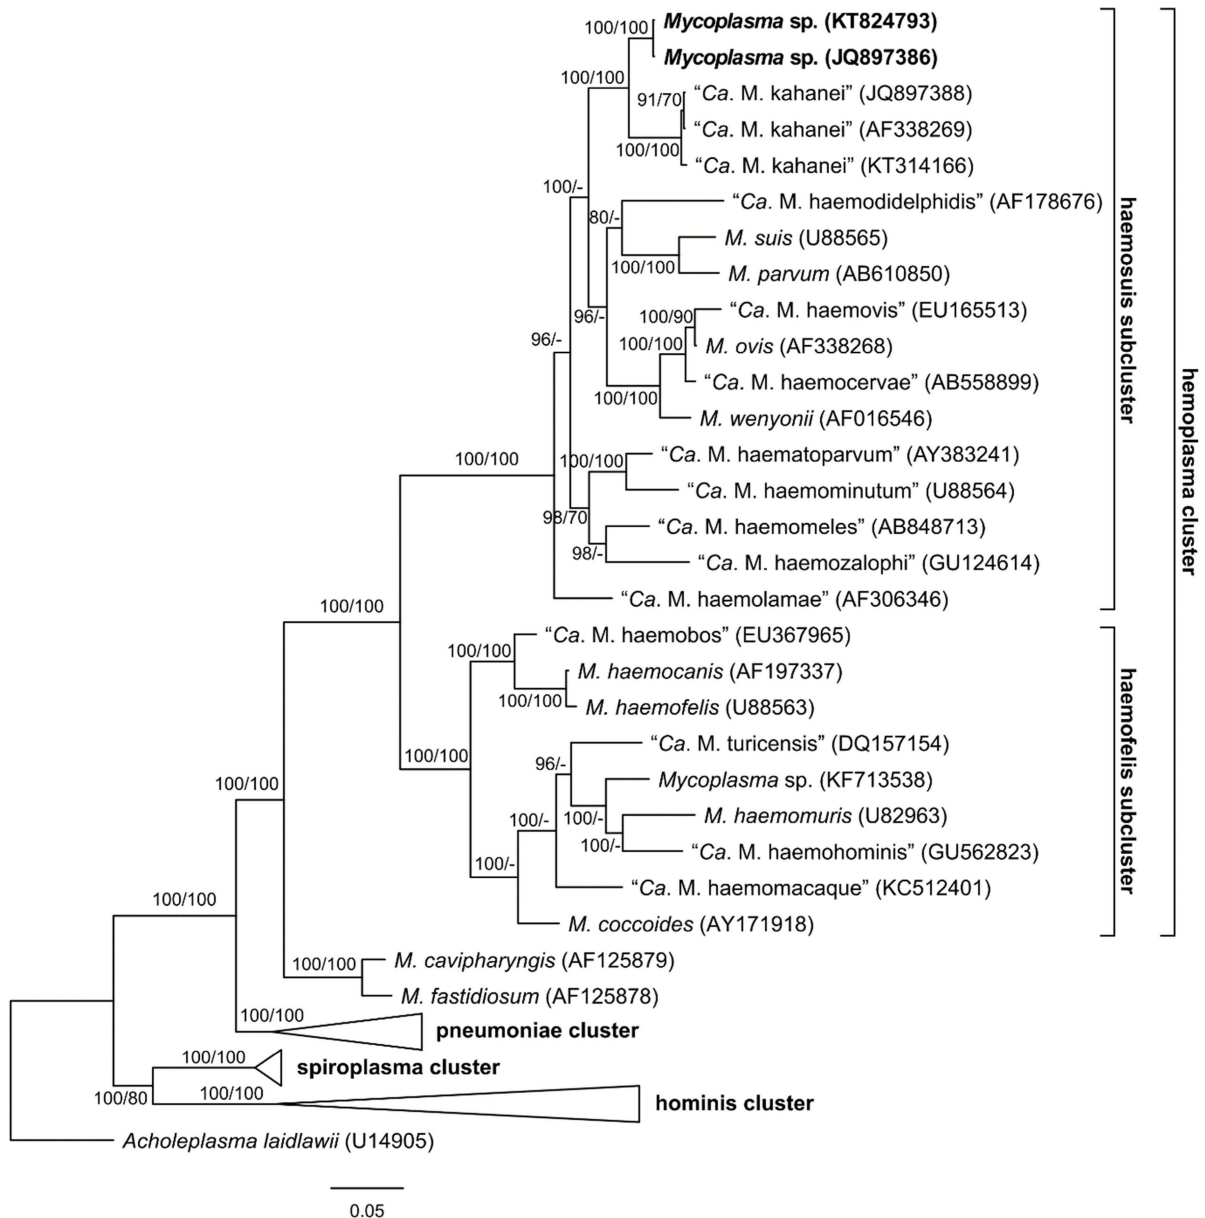 100/100
Mycoplasma sp. (KT824793)
Mycoplasma sp. (JQ897386)
100/100
91/70
“Ca. M. kahanei” (JQ897388)
“Ca. M. kahanei” (AF338269)
100/100
“Ca. M. kahanei” (KT314166)
100/-
“Ca. M. haemodidelphidis” (AF178676)
80/-
M. suis (U88565)
100/100
M. parvum (AB610850)
96/-
“Ca. M. haemovis” (EU165513)
100/90
100/100
M. ovis (AF338268)
“Ca. M. haemocervae” (AB558899)
100/100
M. wenyonii (AF016546)
96/-
100/100
100/100
“Ca. M. haematoparvum” (AY383241)
“Ca. M. haemominutum” (U88564)
98/70
“Ca. M. haemomeles” (AB848713)
98/-
“Ca. M. haemozalophi” (GU124614)
“Ca. M. haemolamae” (AF306346)
haemosuis subcluster
hemoplasma cluster
100/100
“Ca. M. haemobos” (EU367965)
100/100
M. haemocanis (AF197337)
100/100
M. haemofelis (U88563)
100/100
“Ca. M. turicensis” (DQ157154)
96/-
Mycoplasma sp. (KF713538)
100/-
M. haemomuris (U82963)
100/-
100/-
“Ca. M. haemohominis” (GU562823)
100/-
“Ca. M. haemomacaque” (KC512401)
M. coccoides (AY171918)
haemofelis subcluster
100/100
100/100
100/100
M. cavipharyngis (AF125879)
M. fastidiosum (AF125878)
100/100
pneumoniae cluster
100/100
spiroplasma cluster
100/80
100/100
hominis cluster
Acholeplasma laidlawii (U14905)
0.05